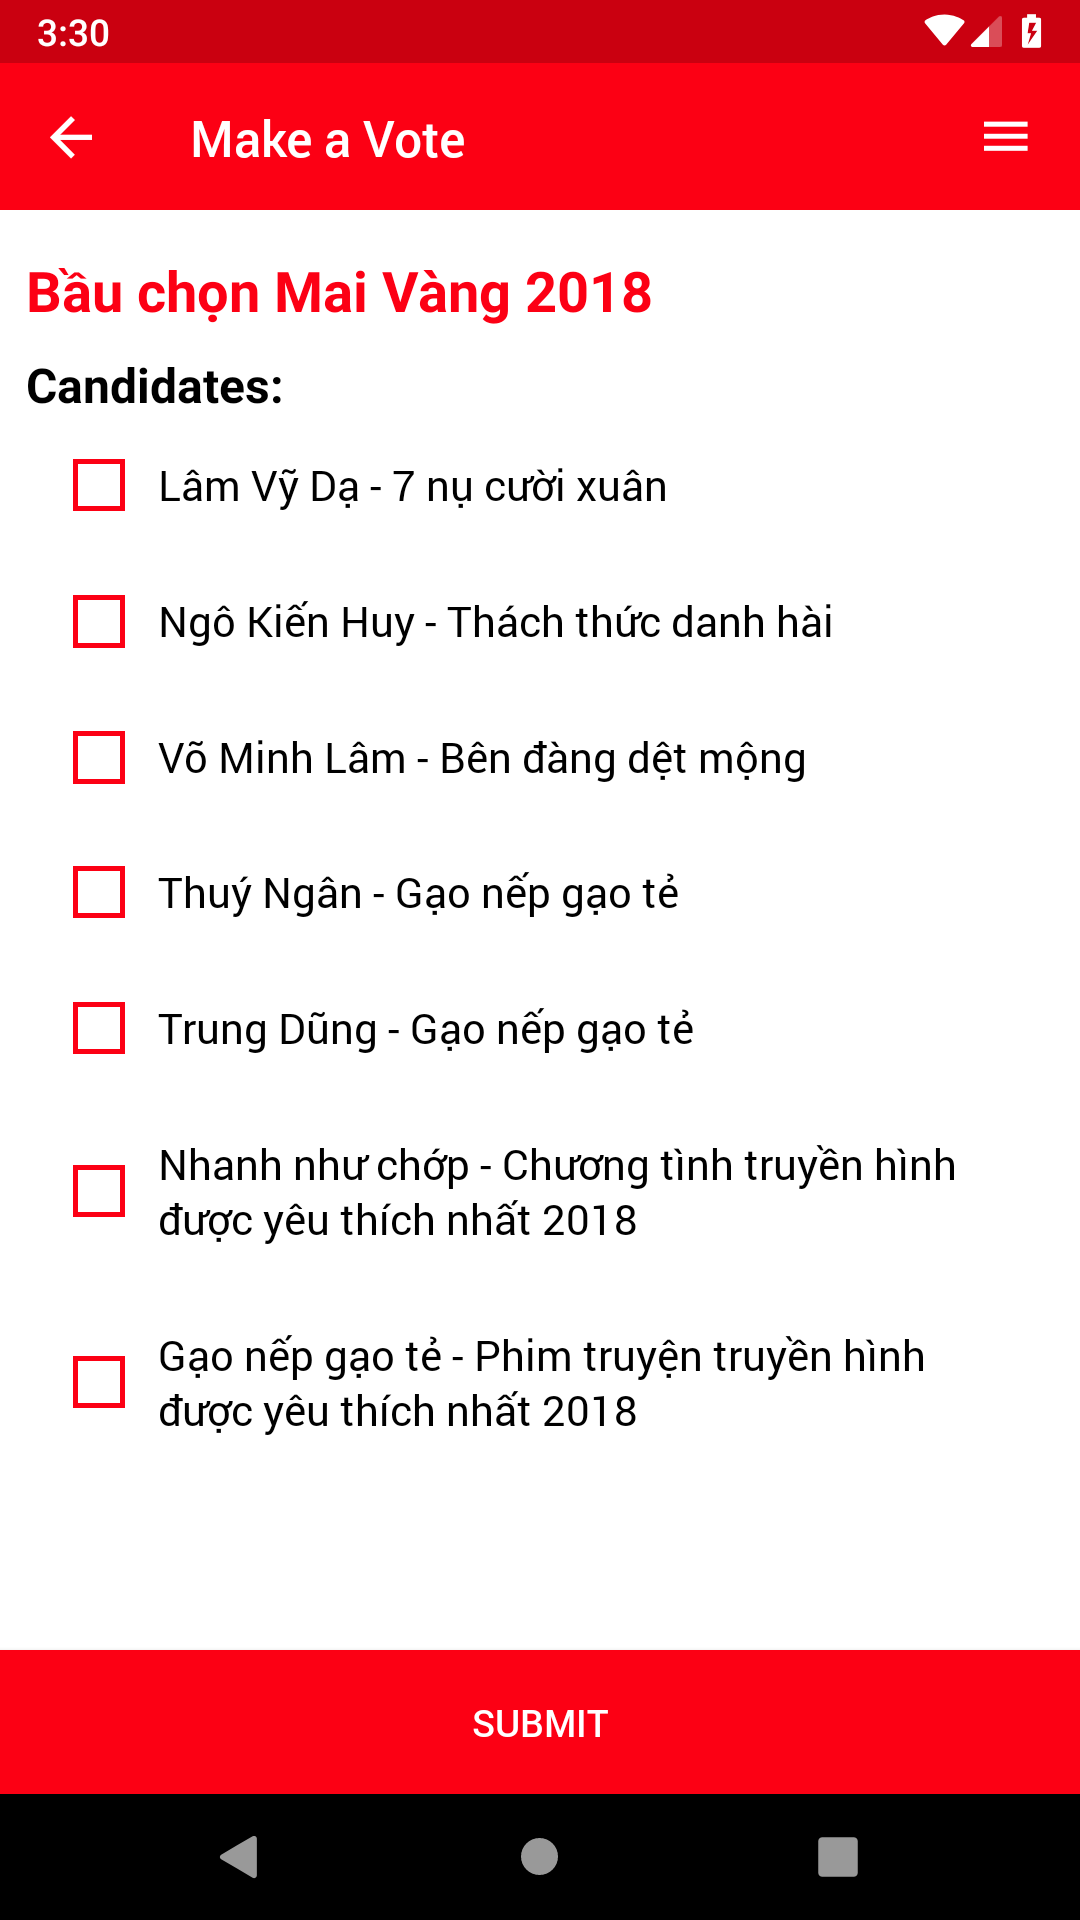 3:30
Make a Vote
Bầu chọn Mai Vàng 2018
Candidates:
Lâm Vỹ Dạ - 7 nụ cười xuân
Ngô Kiến Huy - Thách thức danh hài
Võ Minh Lâm - Bên đàng dệt mộng
Thuý Ngân - Gạo nếp gạo tẻ
Trung Dũng - Gạo nếp gạo tẻ
Nhanh như chớp - Chương tình truyền hình
được yêu thích nhất 2018
Gạo nếp gạo tẻ - Phim truyện truyền hình
được yêu thích nhất 2018
SUBMIT